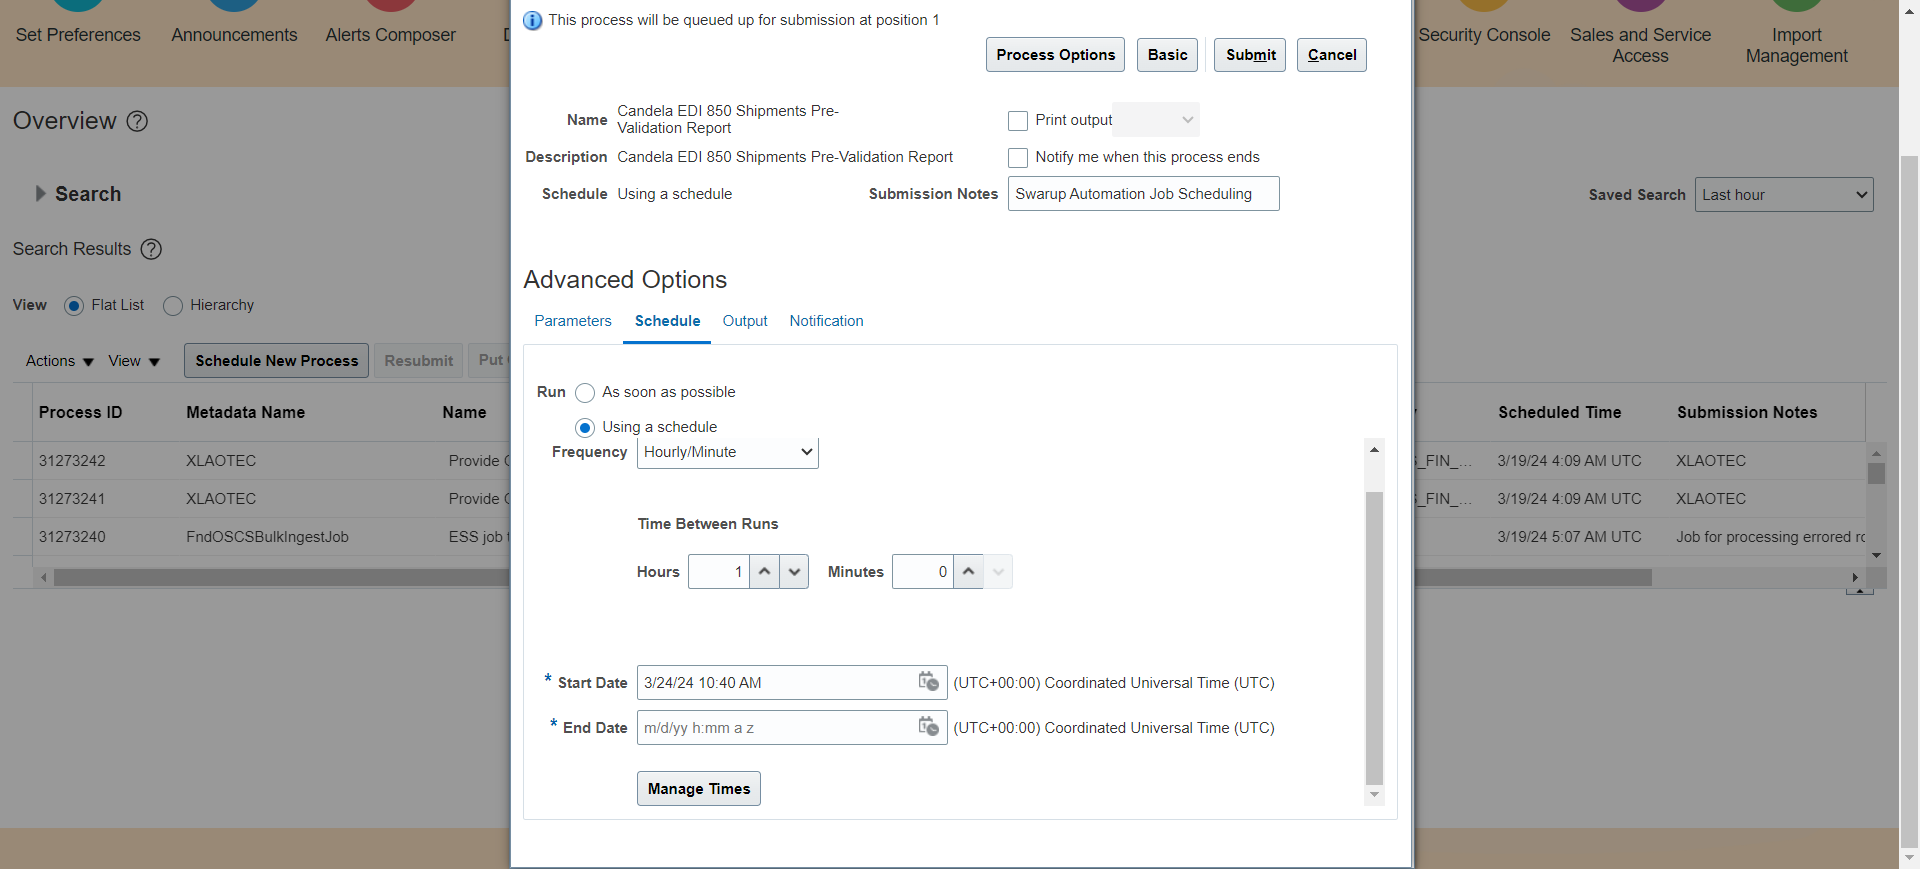 Set Preferences
Announcements
Alerts Composer
Security Console
Sales and Service
Access
Import
Management
This process will be queued up for submission at position 1
Process Options
Basic
Submit
Cancel
Overview
Name
Candela EDI 850 Shipments Pre-
Validation Report
Print output
Description
Candela EDI 850 Shipments Pre-Validation Report
Notify me when this process ends
Search
Schedule
Using a schedule
Submission Notes
Swarup Automation Job Scheduling
Saved Search
Last hour
Search Results
Advanced Options
View
Flat List
Hierarchy
Parameters
Schedule
Output
Notification
Actions
View
Schedule New Process
Resubmit
Put
Run
As soon as possible
Using a schedule
Process ID
Metadata Name
Name
Scheduled Time
Submission Notes
Frequency
Hourly/Minute
31273242
XLAOTEC
Provide
_FIN_...
3/19/24 4:09 AM UTC
XLAOTEC
31273241
XLAOTEC
Provide
_FIN_...
3/19/24 4:09 AM UTC
XLAOTEC
31273240
FndOSCSBulkIngestJob
ESS job
3/19/24 5:07 AM UTC
Job for processing errored
Time Between Runs
Hours
1
Minutes
0
* Start Date
3/24/24 10:40 AM
(UTC+00:00) Coordinated Universal Time (UTC)
* End Date
m/d/yy h:mm a z
(UTC+00:00) Coordinated Universal Time (UTC)
Manage Times